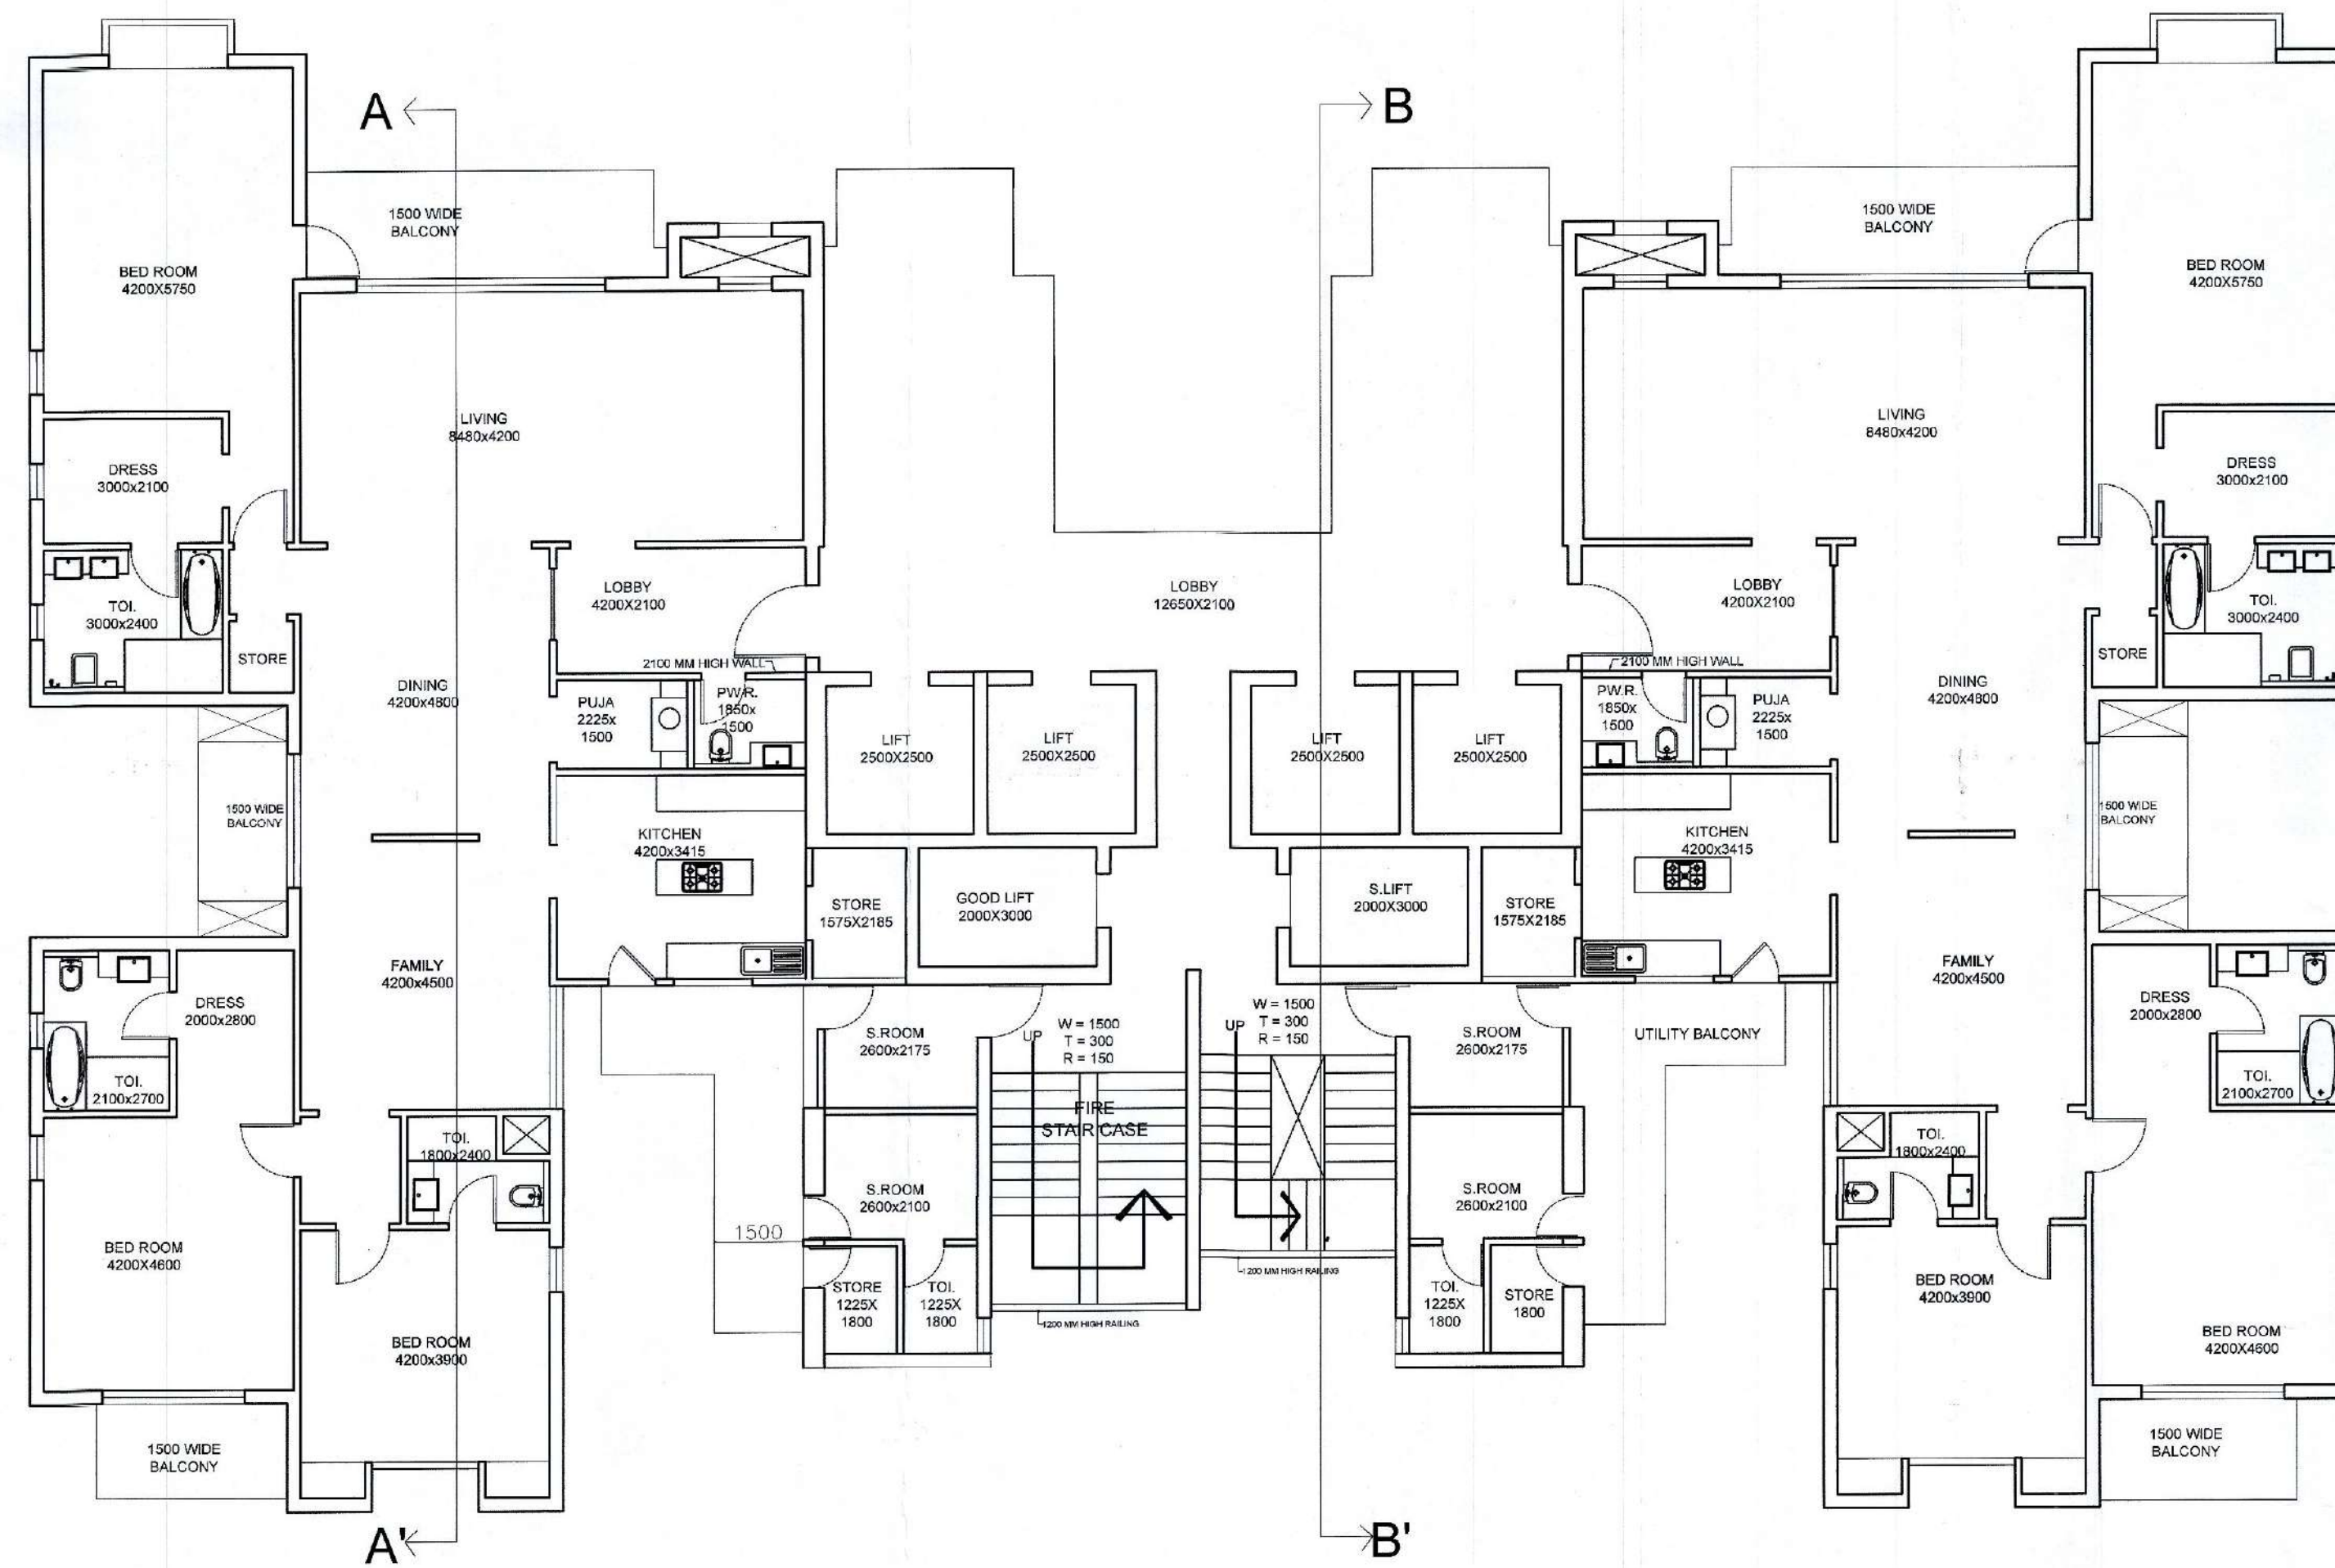 A
B
1500 WIDE
BALCONY
1500 WIDE
BALCONY
BED ROOM
4200X5750
BED ROOM
4200X5750
LIVING
8480x4200
LIVING
8480x4200
DRESS
3000x2100
DRESS
3000x2100
LOBBY
4200X2100
LOBBY
12650X2100
LOBBY
4200X2100
TOI.
3000x2400
TOI.
3000x2400
STORE
STORE
2100 MM HIGH WALL
2100 MM HIGH WALL
DINING
4200x4800
DINING
4200x4800
PUJA
2225x
1500
PW.R.
1850x
1500
PW.R.
1850x
1500
PUJA
2225x
1500
LIFT
2500X2500
LIFT
2500X2500
LIFT
2500X2500
LIFT
2500X2500
1500 WIDE
BALCONY
1500 WIDE
BALCONY
KITCHEN
4200x3415
KITCHEN
4200x3415
STORE
1575X2185
GOOD LIFT
2000X3000
S.LIFT
2000X3000
STORE
1575X2185
FAMILY
4200x4500
FAMILY
4200x4500
DRESS
2000x2800
DRESS
2000x2800
S.ROOM
2600x2175
UP
W = 1500
T = 300
R = 150
UP
W = 1500
T = 300
R = 150
S.ROOM
2600x2175
UTILITY BALCONY
TOI.
2100x2700
TOI.
2100x2700
FIRE
STAIR CASE
TOI.
1800x2400
TOI.
1800x2400
S.ROOM
2600x2100
S.ROOM
2600x2100
1500
BED ROOM
4200X4600
1200 MM HIGH RAILING
BED ROOM
4200x3900
STORE
1225X
1800
TOI.
1225X
1800
TOI.
1225X
1800
STORE
1800
1200 MM HIGH RAILING
BED ROOM
4200x3900
BED ROOM
4200X4600
1500 WIDE
BALCONY
1500 WIDE
BALCONY
A'
B'